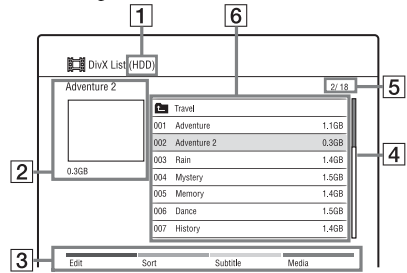 1
6
DivX List (HDD)
Adventure 2
2/ 18
5
Travel
001 Adventure 1.1GB
002 Adventure 2 0.3GB
003 Rain 1.4GB
4
2
0.3GB
004 Mystery 1.5GB
005 Memory 1.4GB
006 Dance 1.5GB
007 History 1.4GB
3
Edit Sort Subtitle Media